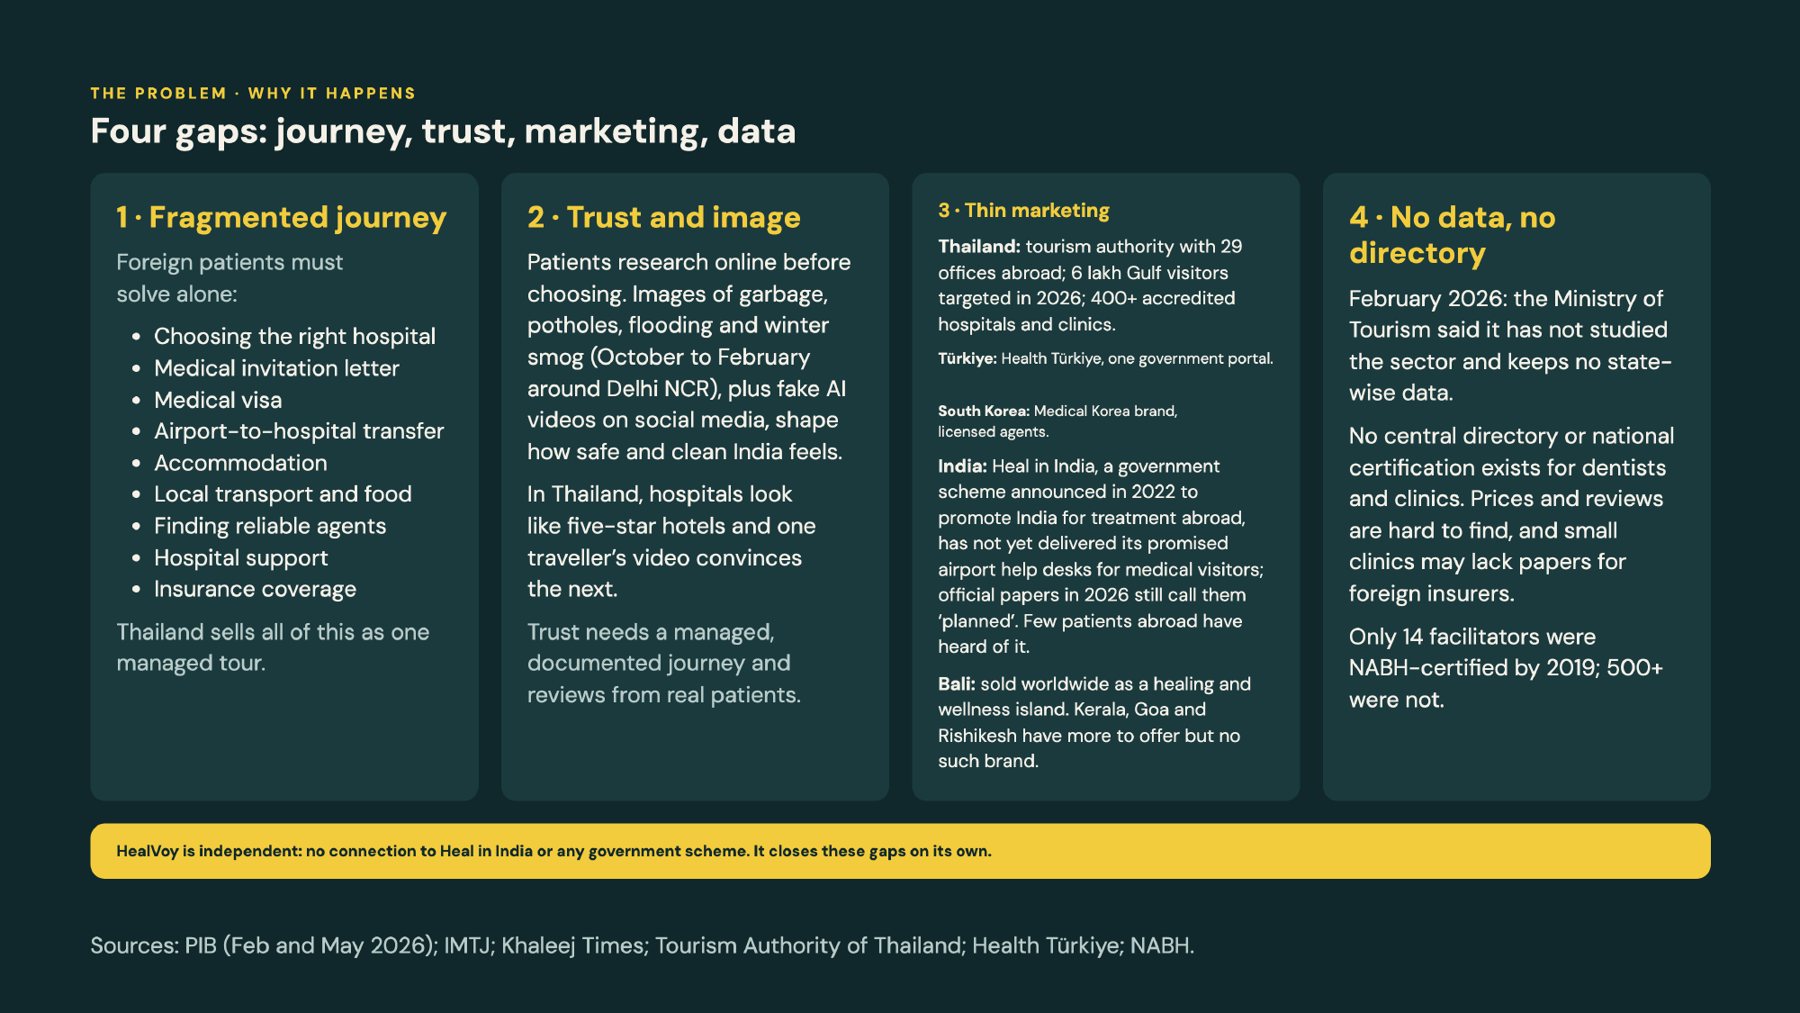 THE PROBLEM · WHY IT HAPPENS
Four gaps: journey, trust, marketing, data
1 · Fragmented journey
Foreign patients must
solve alone:
• Choosing the right hospital
• Medical invitation letter
• Medical visa
• Airport-to-hospital transfer
• Accommodation
• Local transport and food
• Finding reliable agents
• Hospital support
• Insurance coverage
Thailand sells all of this as one
managed tour.
2 · Trust and image
Patients research online before
choosing. Images of garbage,
potholes, flooding and winter
smog (October to February
around Delhi NCR), plus fake AI
videos on social media, shape
how safe and clean India feels.
In Thailand, hospitals look
like five-star hotels and one
traveller’s video convinces
the next.
Trust needs a managed,
documented journey and
reviews from real patients.
3 · Thin marketing
Thailand: tourism authority with 29
offices abroad; 6 lakh Gulf visitors
targeted in 2026; 400+ accredited
hospitals and clinics.
Türkiye: Health Türkiye, one government portal.
South Korea: Medical Korea brand,
licensed agents.
India: Heal in India, a government
scheme announced in 2022 to
promote India for treatment abroad,
has not yet delivered its promised
airport help desks for medical visitors;
official papers in 2026 still call them
‘planned’. Few patients abroad have
heard of it.
Bali: sold worldwide as a healing and
wellness island. Kerala, Goa and
Rishikesh have more to offer but no
such brand.
4 · No data, no
directory
February 2026: the Ministry of
Tourism said it has not studied
the sector and keeps no state-
wise data.
No central directory or national
certification exists for dentists
and clinics. Prices and reviews
are hard to find, and small
clinics may lack papers for
foreign insurers.
Only 14 facilitators were
NABH-certified by 2019; 500+
were not.
HealVoy is independent: no connection to Heal in India or any government scheme. It closes these gaps on its own.
Sources: PIB (Feb and May 2026); IMTJ; Khaleej Times; Tourism Authority of Thailand; Health Türkiye; NABH.